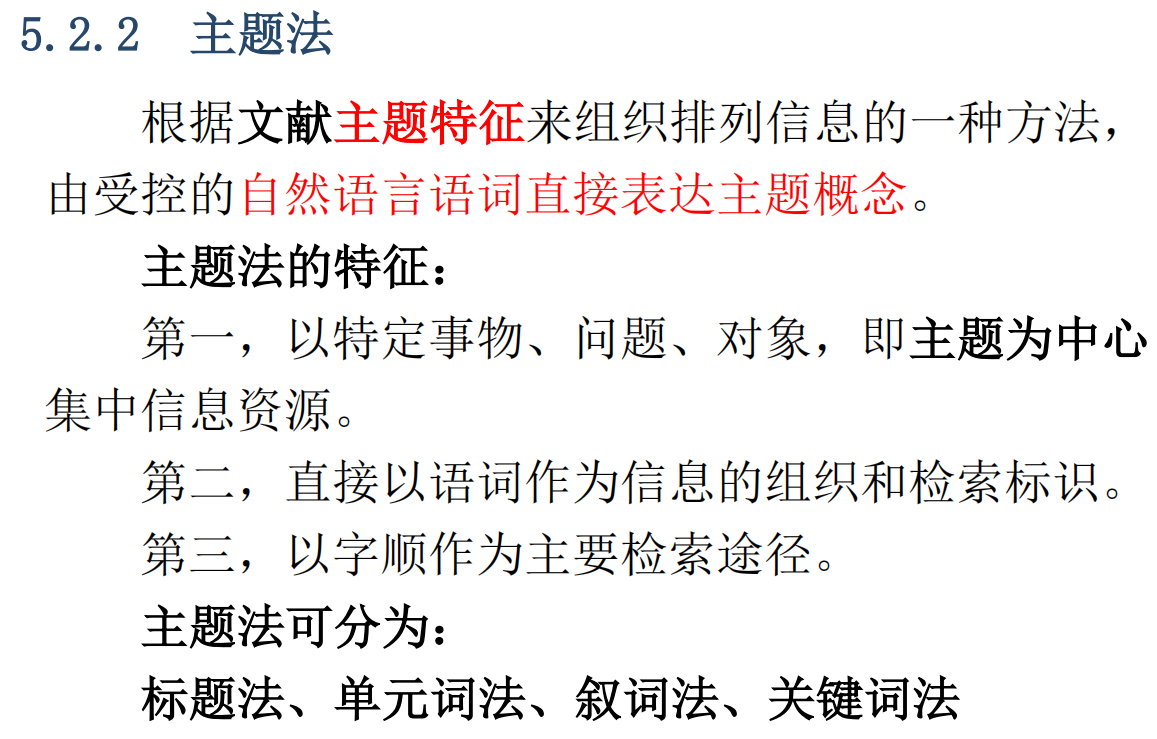 5.2.2 主题法
根据文献主题特征来组织排列信息的一种方法，
由受控的自然语言语词直接表达主题概念。
主题法的特征：
第一，以特定事物、问题、对象，即主题为中心
集中信息资源。
第二，直接以语词作为信息的组织和检索标识。
第三，以字顺作为主要检索途径。
主题法可分为：
标题法、单元词法、叙词法、关键词法